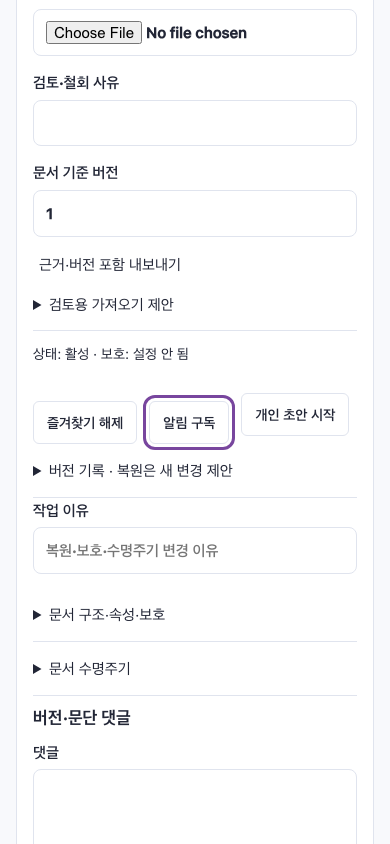 Choose File No file chosen
검토·철회 사유
문서 기준 버전
1
근거·버전 포함 내보내기
▶ 검토용 가져오기 제안
상태: 활성 · 보호: 설정 안 됨
즐겨찾기 해제 알림 구독 개인 초안 시작
▶ 버전 기록 · 복원은 새 변경 제안
작업 이유
복원·보호·수명주기 변경 이유
▶ 문서 구조·속성·보호
▶ 문서 수명주기
버전·문단 댓글
댓글